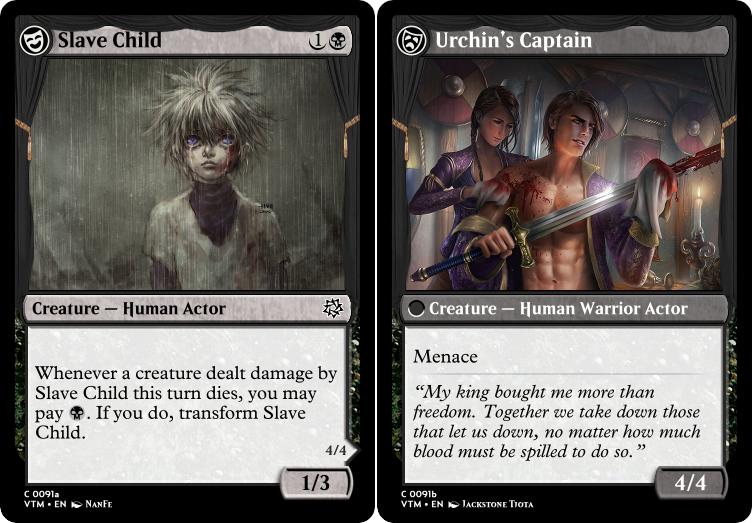 Slave Child
1
Creature — Human Actor
Whenever a creature dealt damage by
Slave Child this turn dies, you may
pay . If you do, transform Slave
Child.
4/4
1/3
C 0091a
VTM • EN NanFe
Urchin's Captain
Creature — Human Warrior Actor
Menace
"My king bought me more than
freedom. Together we take down those
that let us down, no matter how much
blood must be spilled to do so."
4/4
C 0091b
VTM • EN Jackstone Tiota